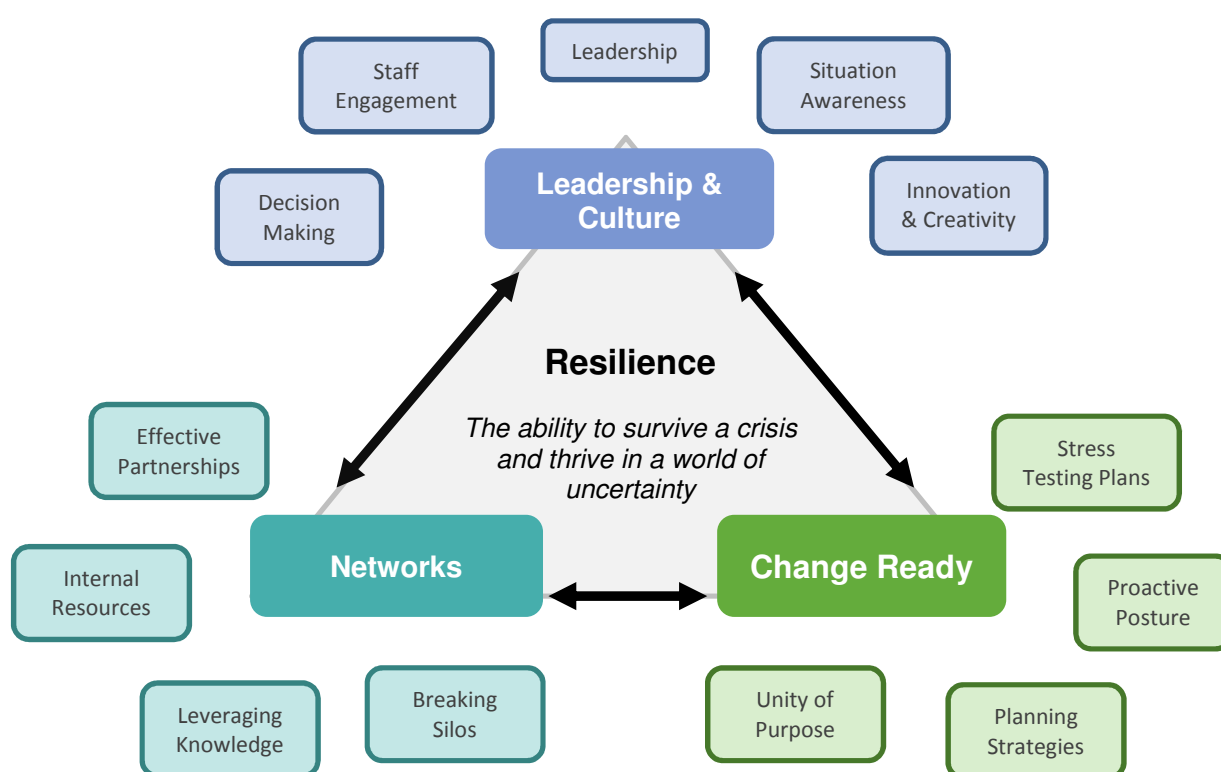 Leadership
Staff
Engagement
Situation
Awareness
Decision
Making
Leadership &
Culture
Innovation
& Creativity
Resilience
The ability to survive a crisis
and thrive in a world of
uncertainty
Effective
Partnerships
Stress
Testing Plans
Networks
Change Ready
Internal
Resources
Proactive
Posture
Leveraging
Knowledge
Breaking
Silos
Unity of
Purpose
Planning
Strategies